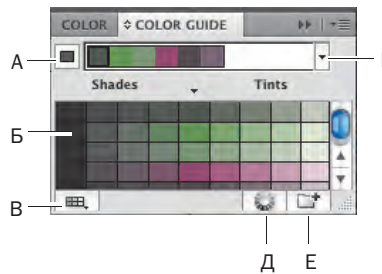 COLOR COLOR GUIDE
А
Shades Tints
Б
В
Д Е